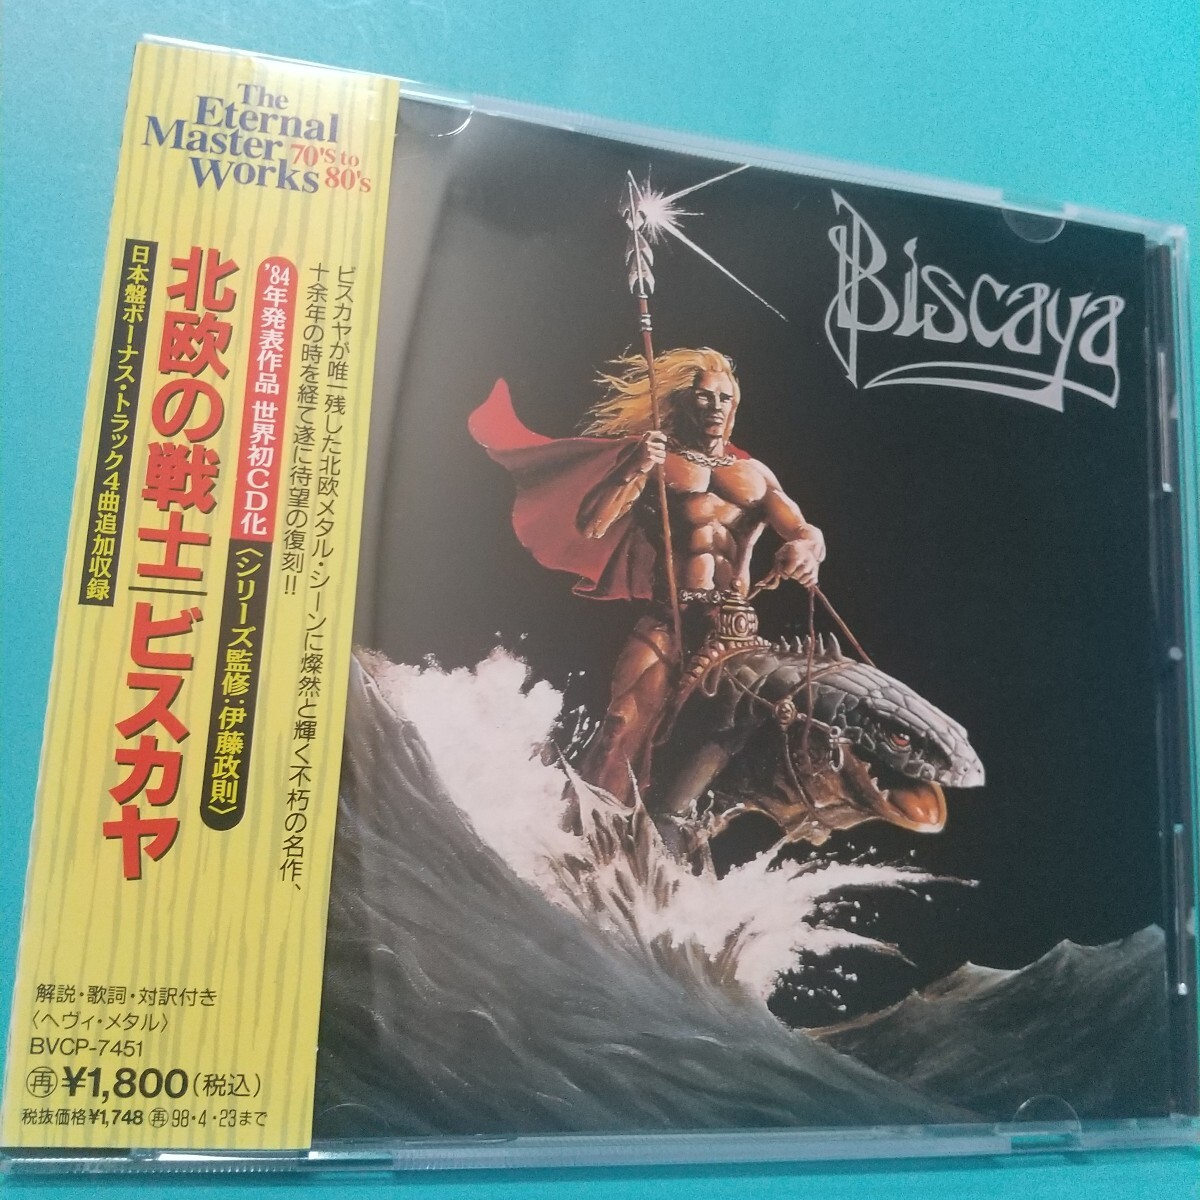 The
Eternal
Master
Works
70's to
80's
ビスカヤが唯一残した北欧メタル・シーンに燦然と輝く不朽の名作、
十余年の時を経て遂に待望の復刻!!
'84年発表作品 世界初CD化
〈シリーズ監修:伊藤政則〉
北欧の戦士│ビスカヤ
日本盤ボーナス・トラック4曲追加収録
解説・歌詞・対訳付き
〈ヘヴィ・メタル〉
BVCP-7451
再¥1,800(税込)
税抜価格¥1,748 再98・4・23まで
Biscaya